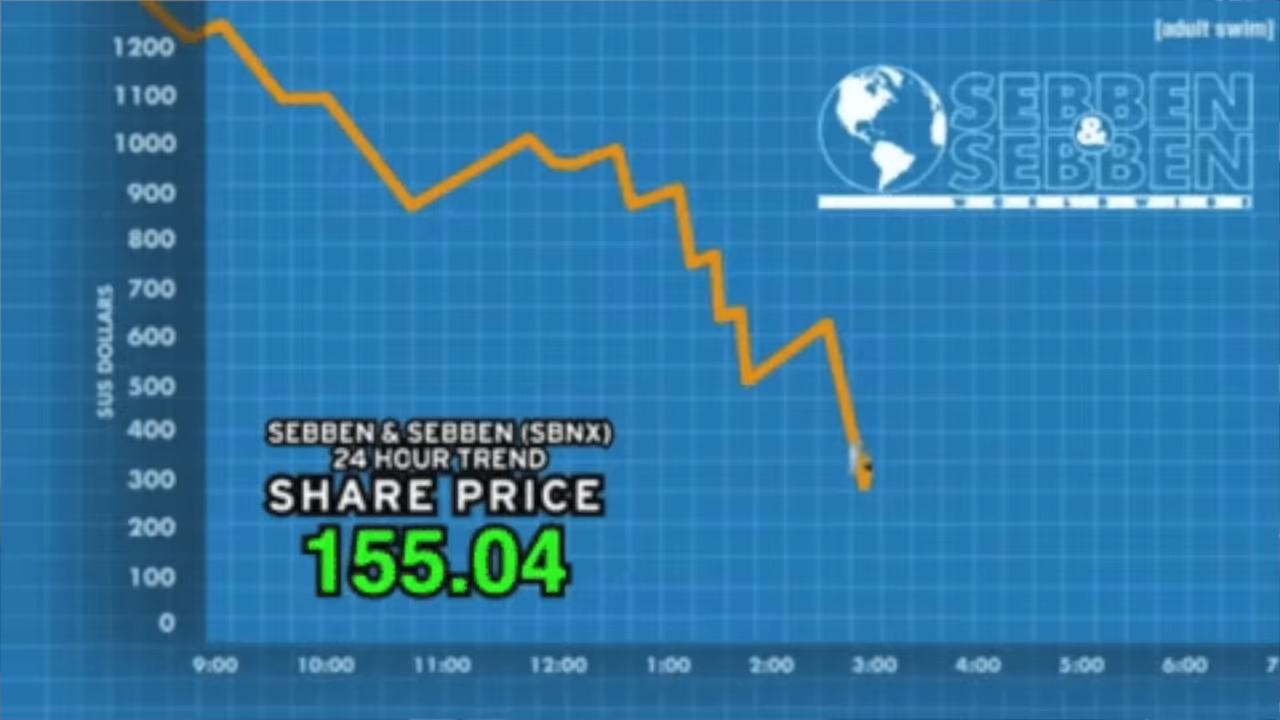 [adult swim]
SEBBEN
&
SEBBEN
WORLDWIDE
1200
1100
1000
900
800
700
600
500
400
300
200
100
0
$US DOLLARS
SEBBEN & SEBBEN (SBNX)
24 HOUR TREND
SHARE PRICE
155.04
9:00 10:00 11:00 12:00 1:00 2:00 3:00 4:00 5:00 6:00 7